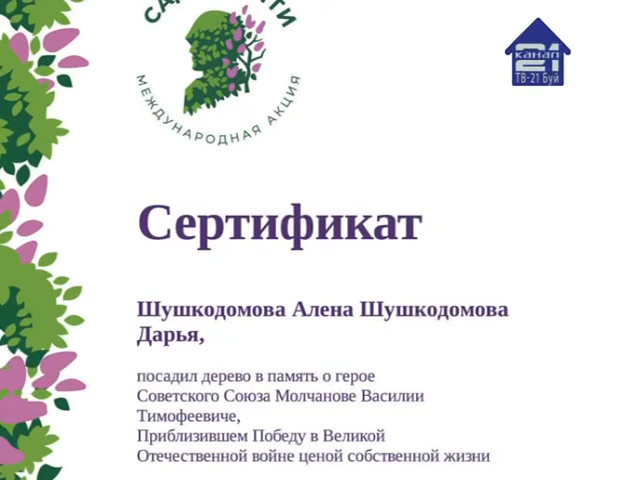 МЕЖДУНАРОДНАЯ АКЦИЯ
канал
21
ТВ-21 Буй
Сертификат
Шушкодомова Алена Шушкодомова
Дарья,
посадил дерево в память о герое
Советского Союза Молчанове Василии
Тимофеевиче,
Приблизившем Победу в Великой
Отечественной войне ценой собственной жизни